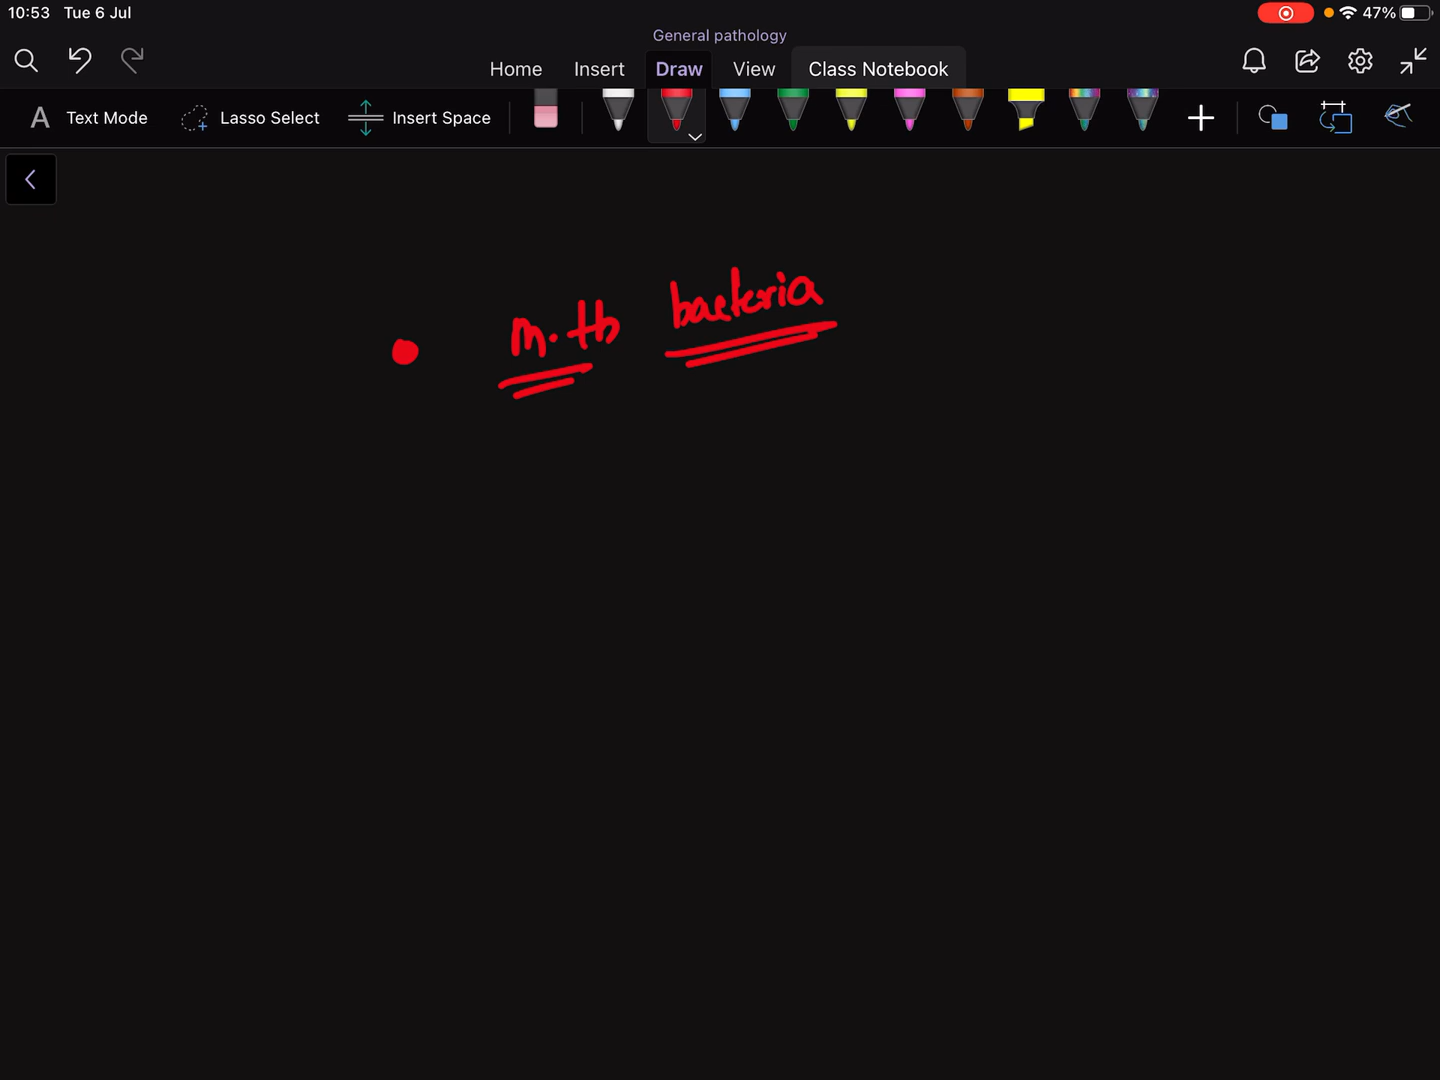 10:53 Tue 6 Jul 47%
General pathology
Home Insert Draw View Class Notebook
A Text Mode Lasso Select Insert Space
m.tb bacteria